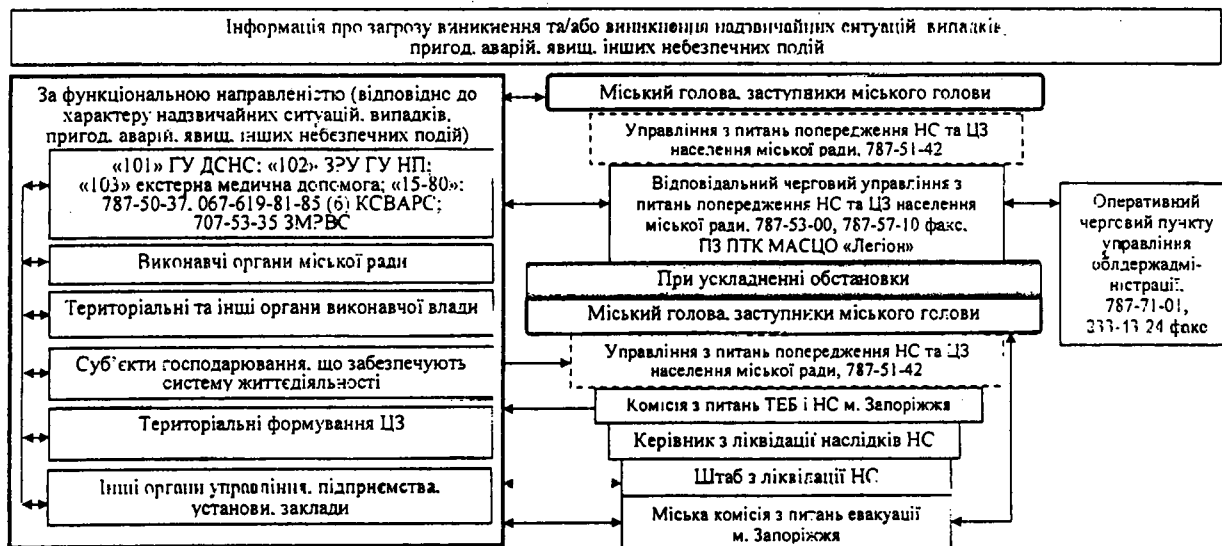 Інформація про загрозу виникнення та/або виникнення надзвичайних ситуацій випадків,
пригод. аварій. явищ. інших небезпечних подій
За функціональною направленістю (відповідне до
характеру надзвичайних ситуацій. випадків.
пригод. аварій. явищ. інших небезпечних подій)
«101» ГУ ДСНС; «102». ЗРУ ГУ НП;
«103» екстерна медична допомога; «15-80»:
787-50-37. 067-619-81-85 (б) КСВАРС;
707-53-35 ЗМРВС
Виконавчі органи міської ради
Територіальні та інші органи виконавчої влади
Суб’єкти господарювання. що забезпечують
систему життєдіяльності
Територіальні формування ЦЗ
Інші органи управління. підприємства.
установи. заклади
Міський голова. заступники міського голови
Управління з питань попередження НС та ЦЗ
населення міської ради. 787-51-42
Відповідальний черговий управління з
питань попередження НС та ЦЗ населення
міської ради. 787-53-00, 787-57-10 факс.
ПЗ ПТК МАСЦО «Легіон»
При ускладненні обстановки
Міський голова. заступники міського голови
Управління з питань попередження НС та ЦЗ
населення міської ради, 787-51-42
Комісія з питань ТЕБ і НС м. Запоріжжя
Керівник з ліквідації наслідків НС
Штаб з ліквідації НС
Міська комісія з питань евакуації
м. Запоріжжя
Оперативний
черговий пункту
управління
облдержадмі-
ністрації.
787-71-01,
233-13 24 факс